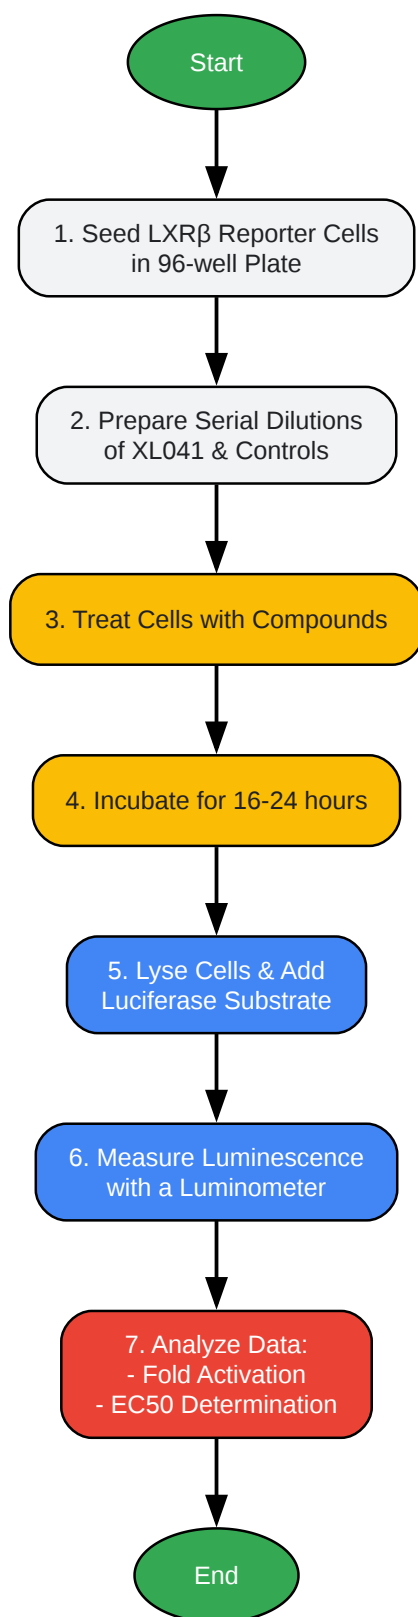 Start
1. Seed LXRβ Reporter Cells
in 96-well Plate
2. Prepare Serial Dilutions
of XL041 & Controls
3. Treat Cells with Compounds
4. Incubate for 16-24 hours
5. Lyse Cells & Add
Luciferase Substrate
6. Measure Luminescence
with a Luminometer
7. Analyze Data:
- Fold Activation
- EC50 Determination
End